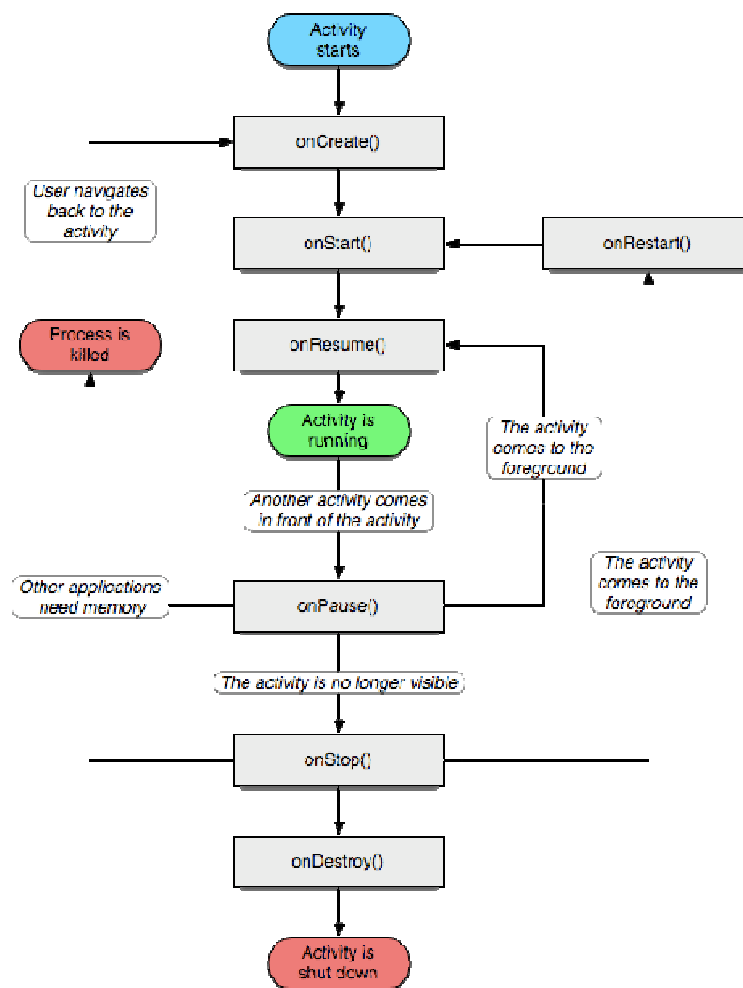 Activity
starts
onCreate()
User navigates
back to the
activity
onStart()
onRestart()
Process is
killed
onResume()
Activity is
running
The activity
comes to the
foreground
Another activity comes
in front of the activity
Other applications
need memory
onPause()
The activity
comes to the
foreground
The activity is no longer visible
onStop()
onDestroy()
Activity is
shut down